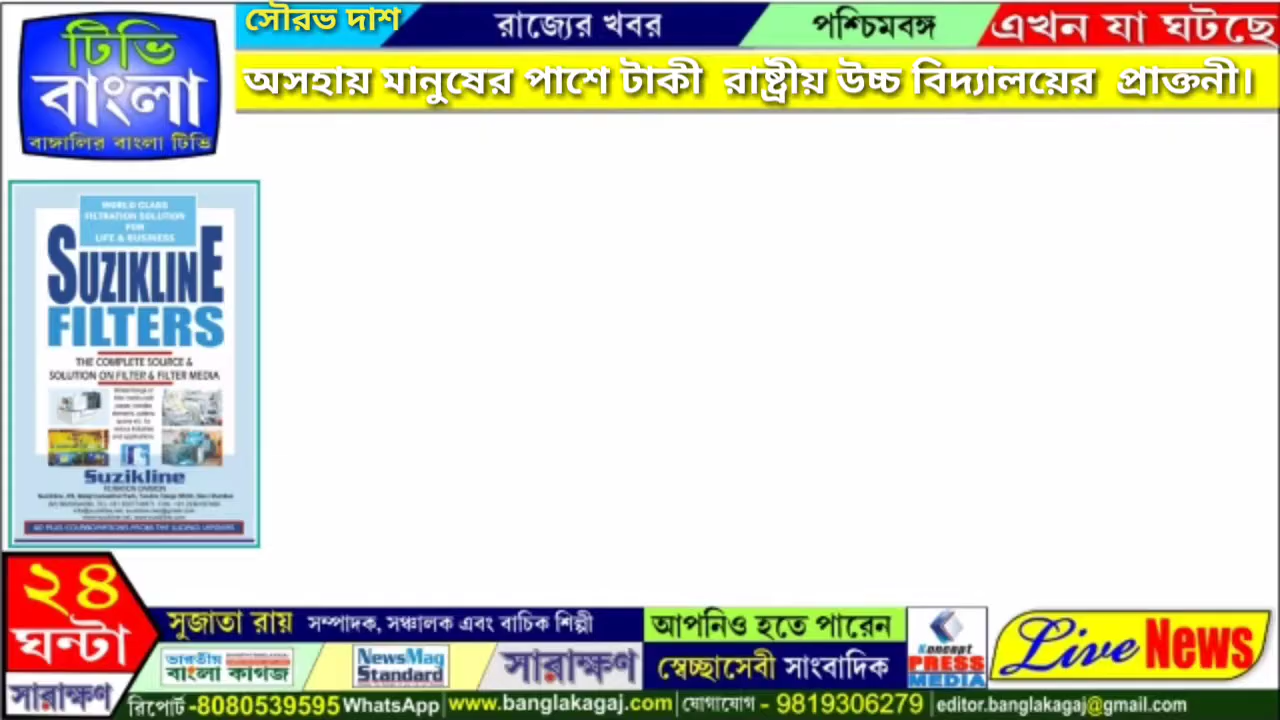 সৌরভ দাশ
রাজ্যের খবর
পশ্চিমবঙ্গ
এখন যা ঘটছে
টিভি
বাংলা
বাঙ্গালির বাংলা টিভি
অসহায় মানুষের পাশে টাকী রাষ্ট্রীয় উচ্চ বিদ্যালয়ের প্রাক্তনী।
WORLD CLASS
FILTRATION SOLUTION
FOR
LIFE & BUSINESS
SUZIKLINE
FILTERS
THE COMPLETE SOURCE &
SOLUTION ON FILTER & FILTER MEDIA
Suzikline
FILTRATION DIVISION
২৪
ঘন্টা
সারাক্ষণ
সুজাতা রায় সম্পাদক, সঞ্চালক এবং বাচিক শিল্পী
আপনিও হতে পারেন
স্বেচ্ছাসেবী সাংবাদিক
ভারতীয়
বাংলা কাগজ
NewsMag
Standard
সারাক্ষণ
Koncept
PRESS
MEDIA
Live News
রিপোর্ট -8080539595 WhatsApp
www.banglakagaj.com
যোগাযোগ - 9819306279
editor.banglakagaj@gmail.com